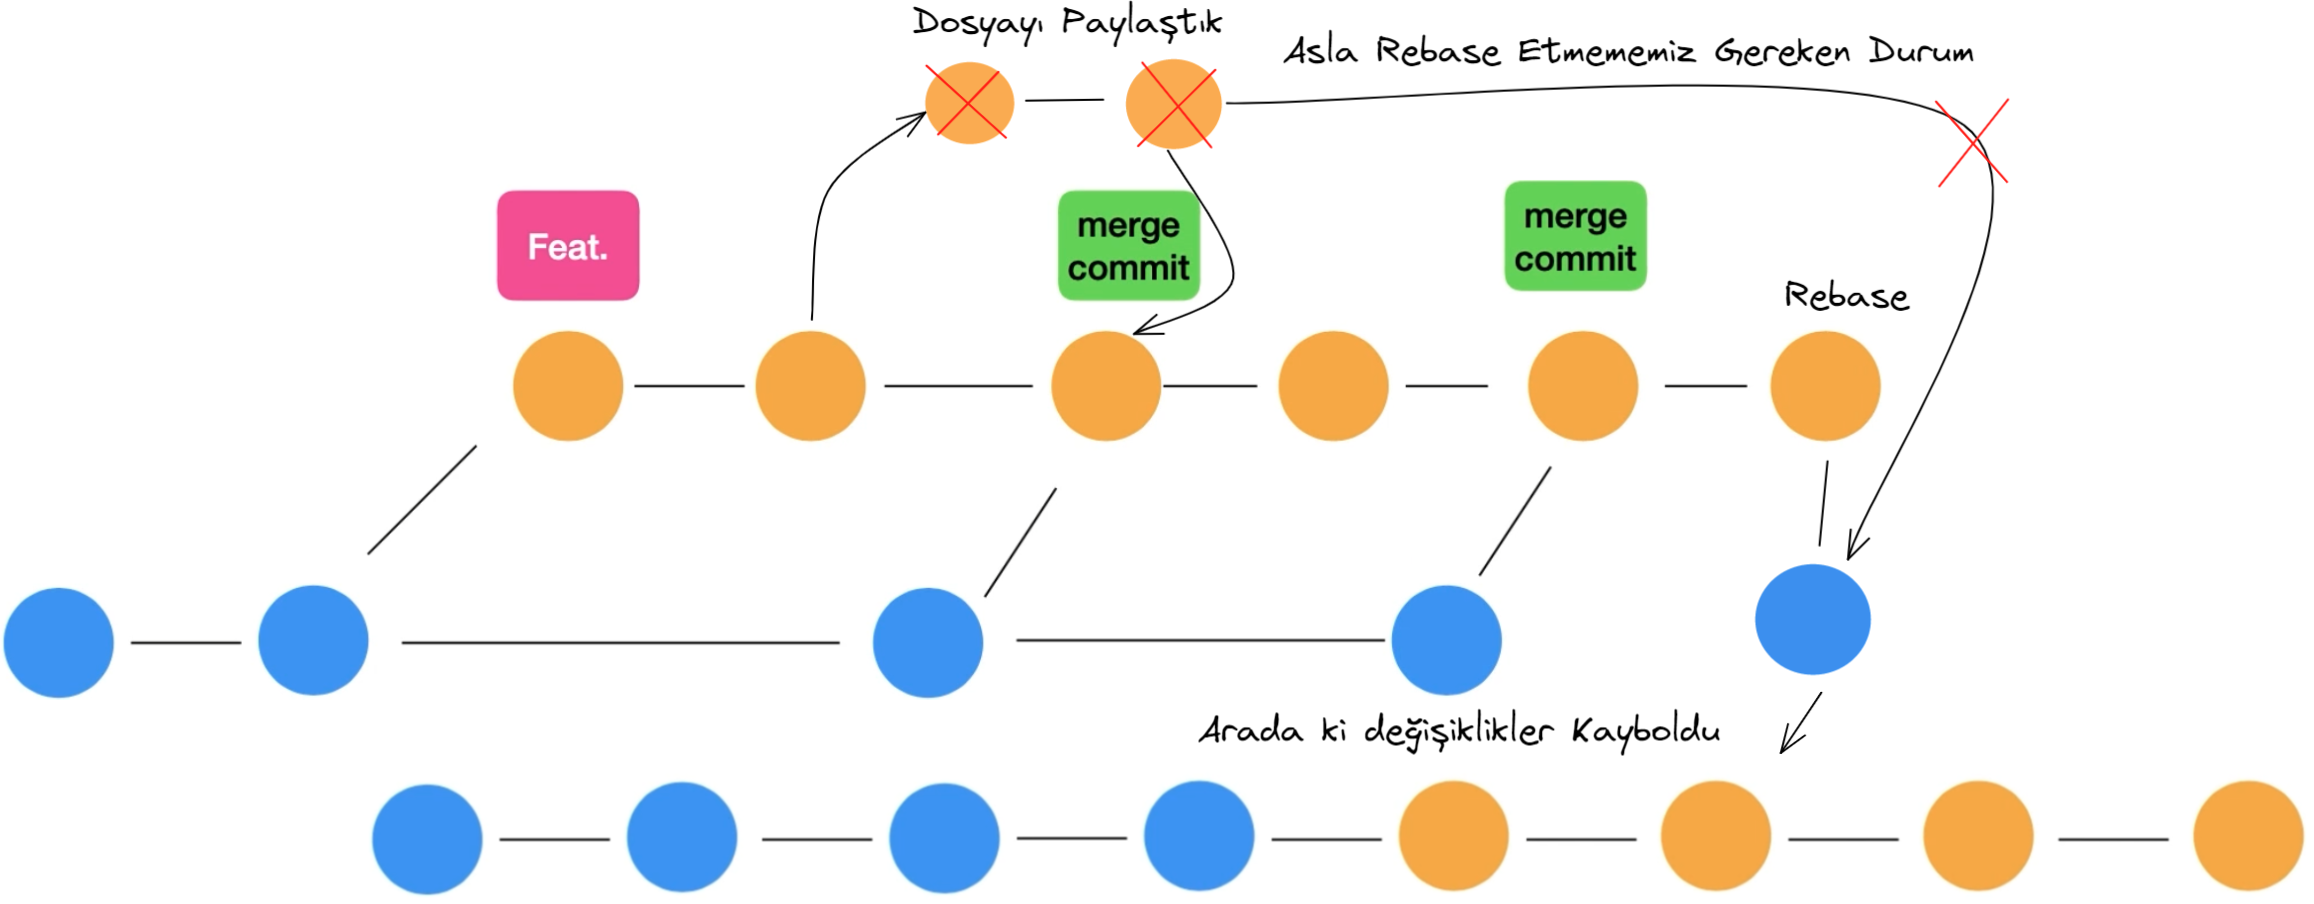 Dosyayı Paylaştık
Asla Rebase Etmememiz Gereken Durum
Feat.
merge
commit
merge
commit
Rebase
Arada ki değişiklikler Kayboldu